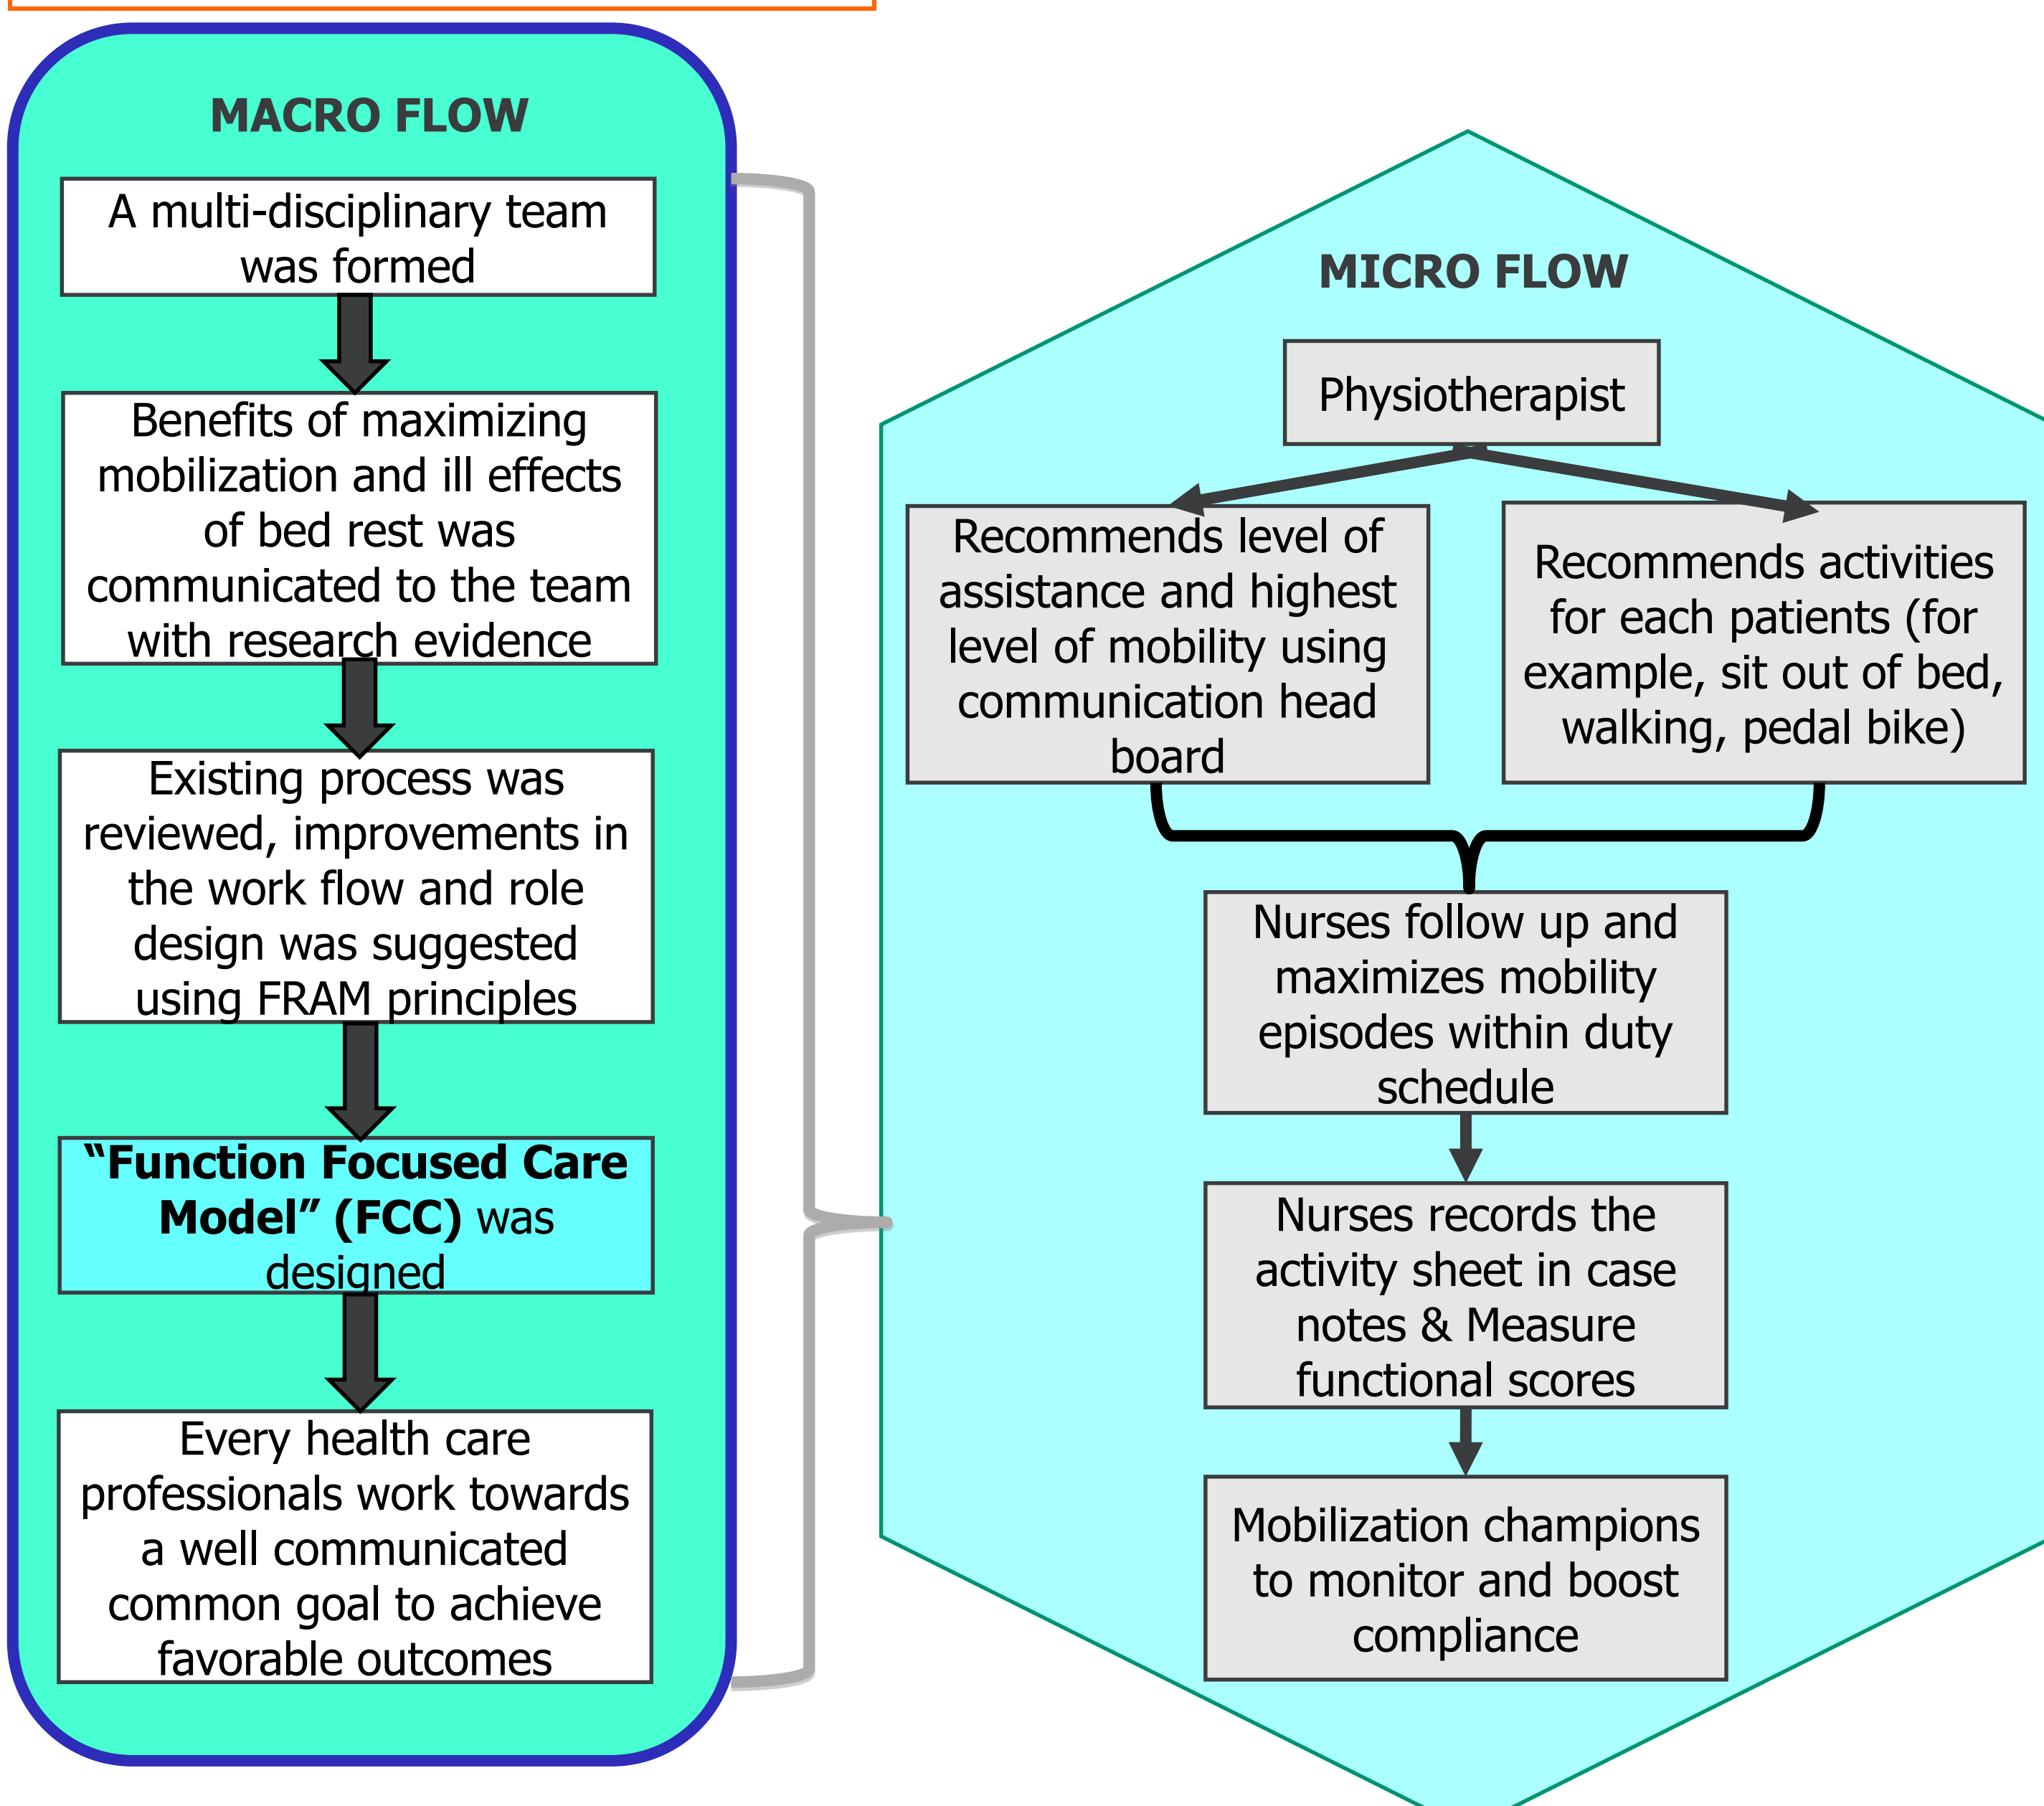 MACRO FLOW
A multi-disciplinary team
was formed
Benefits of maximizing
mobilization and ill effects
of bed rest was
communicated to the team
with research evidence
Existing process was
reviewed, improvements in
the work flow and role
design was suggested
using FRAM principles
“Function Focused Care
Model” (FCC) was
designed
Every health care
professionals work towards
a well communicated
common goal to achieve
favorable outcomes
MICRO FLOW
Physiotherapist
Recommends level of
assistance and highest
level of mobility using
communication head
board
Recommends activities
for each patients (for
example, sit out of bed,
walking, pedal bike)
Nurses follow up and
maximizes mobility
episodes within duty
schedule
Nurses records the
activity sheet in case
notes & Measure
functional scores
Mobilization champions
to monitor and boost
compliance